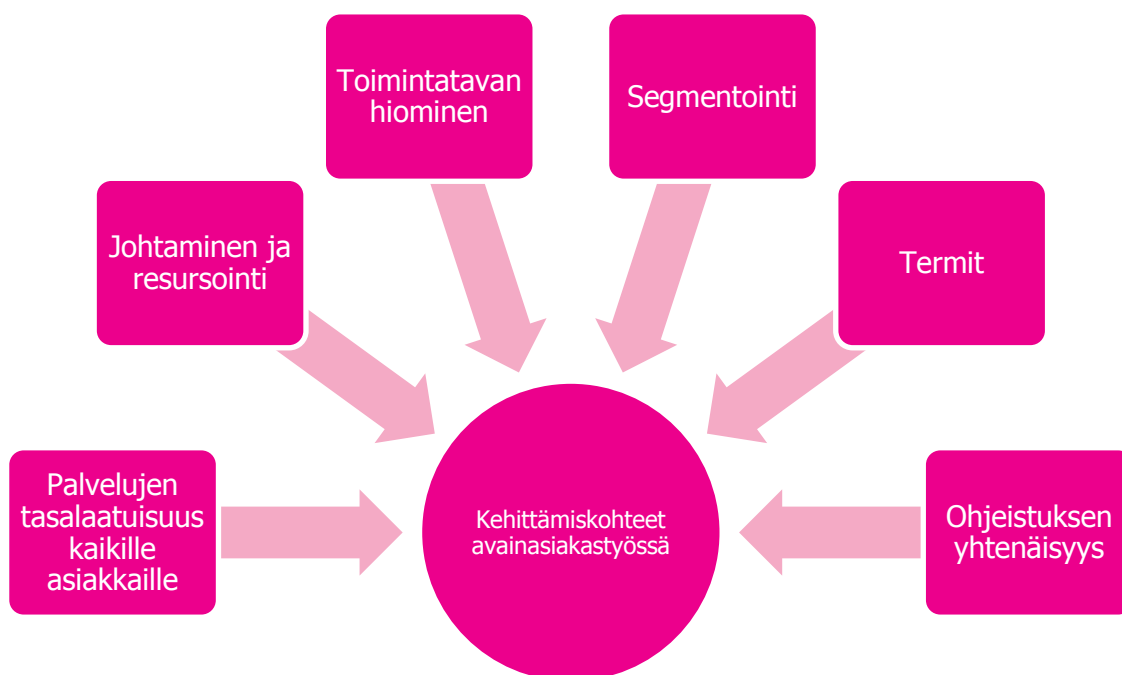 Toimintatavan
hiominen
Segmentointi
Johtaminen ja
resursointi
Termit
Palvelujen
tasalaatuisuus
kaikille
asiakkaille
Kehittämiskohteet
avainasiakastyössä
Ohjeistuksen
yhtenäisyys